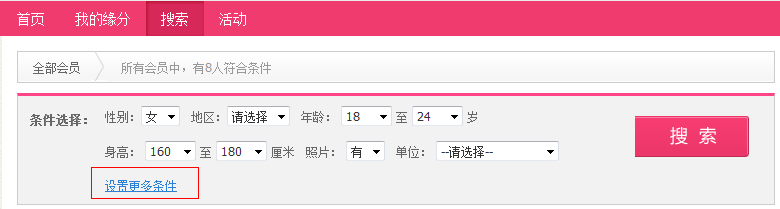 首页 我的缘分 搜索 活动
全部会员 所有会员中，有8人符合条件
条件选择： 性别： 女 地区： 请选择 年龄： 18 至 24 岁
搜 索
身高： 160 至 180 厘米 照片： 有 单位： --请选择--
设置更多条件